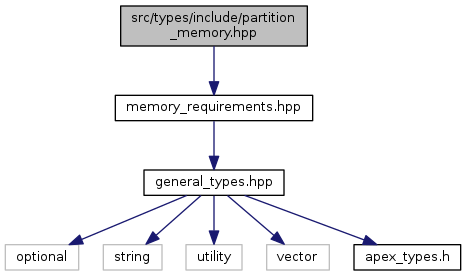 src/types/include/partition
_memory.hpp
memory_requirements.hpp
general_types.hpp
optional
string
utility
vector
apex_types.h